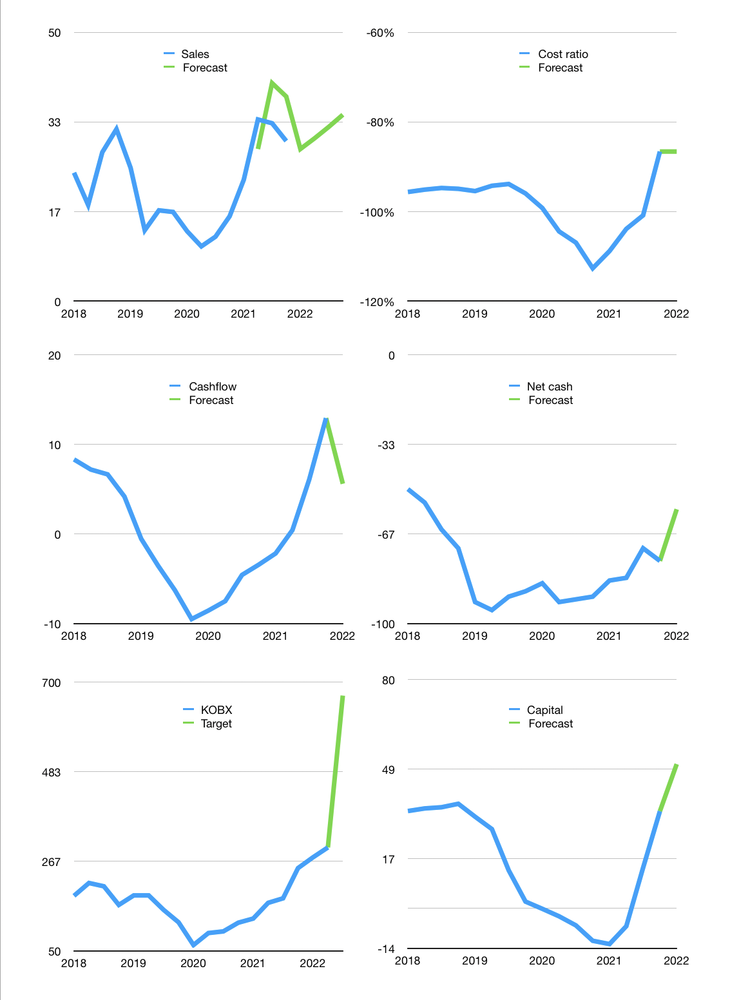 50
Sales
Forecast
33
17
0
2018 2019 2020 2021 2022
-60%
Cost ratio
Forecast
-80%
-100%
-120%
2018 2019 2020 2021 2022
20
Cashflow
Forecast
10
0
-10
2018 2019 2020 2021 2022
0
Net cash
Forecast
-33
-67
-100
2018 2019 2020 2021 2022
700
KOBX
Target
483
267
50
2018 2019 2020 2021 2022
80
Capital
Forecast
49
17
-14
2018 2019 2020 2021 2022